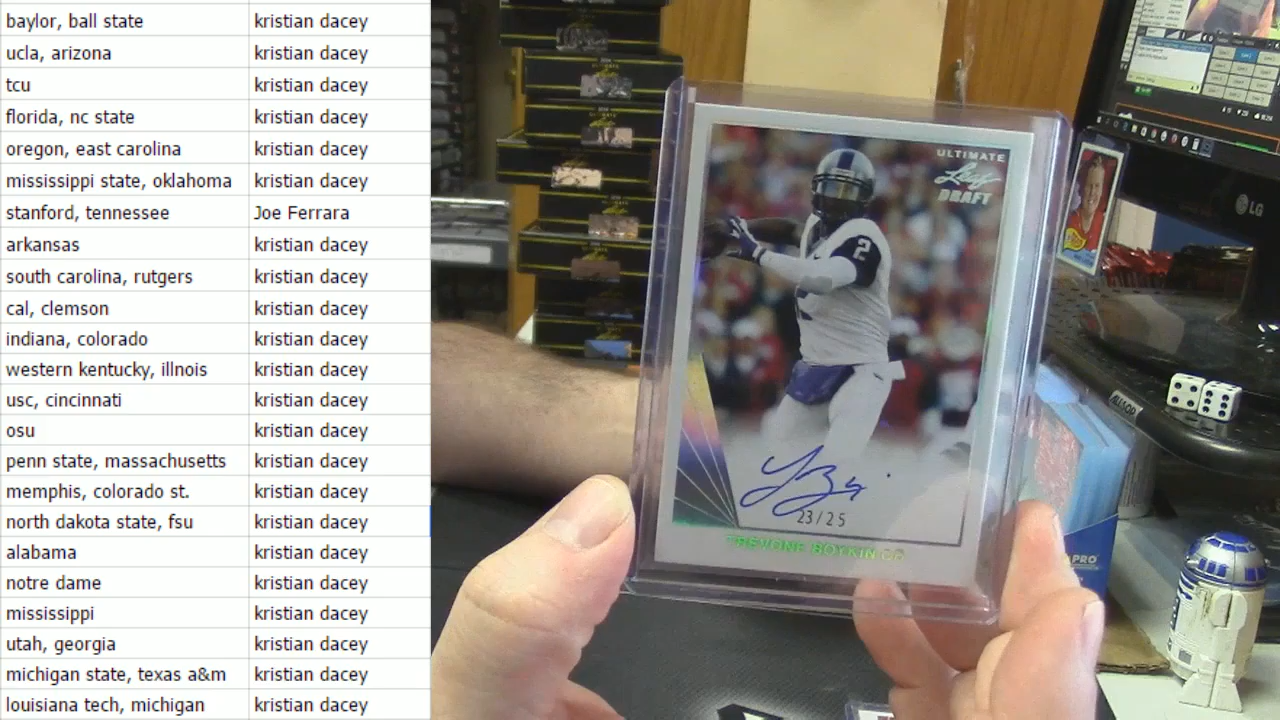 baylor, ball state kristian dacey
ucla, arizona kristian dacey
tcu kristian dacey
florida, nc state kristian dacey
oregon, east carolina kristian dacey
mississippi state, oklahoma kristian dacey
stanford, tennessee Joe Ferrara
arkansas kristian dacey
south carolina, rutgers kristian dacey
cal, clemson kristian dacey
indiana, colorado kristian dacey
western kentucky, illnois kristian dacey
usc, cincinnati kristian dacey
osu kristian dacey
penn state, massachusetts kristian dacey
memphis, colorado st. kristian dacey
north dakota state, fsu kristian dacey
alabama kristian dacey
notre dame kristian dacey
mississippi kristian dacey
utah, georgia kristian dacey
michigan state, texas a&m kristian dacey
louisiana tech, michigan kristian dacey
ULTIMATE
Leaf
DRAFT
2
23/25
TREVONE BOYKIN QB
LG
ALLSOP
PRO